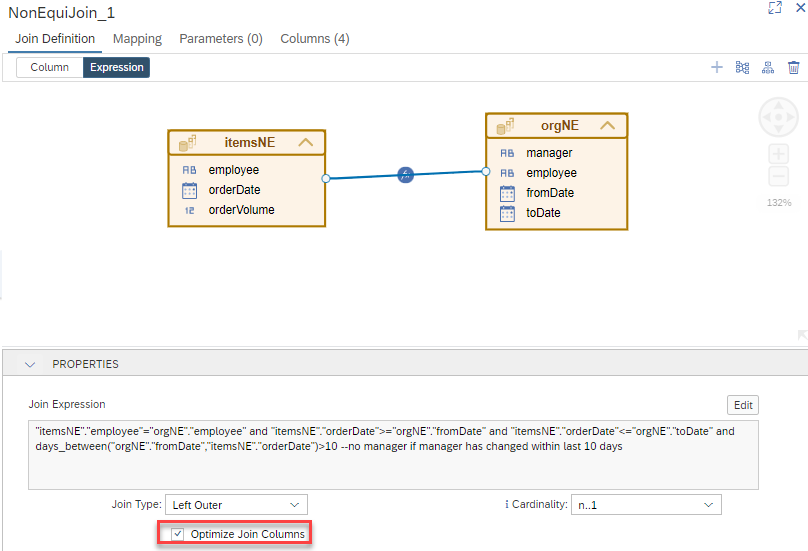 NonEquiJoin_1
Join Definition Mapping Parameters (0) Columns (4)
Column Expression
itemsNE
AB employee
orderDate
12 orderVolume
orgNE
AB manager
AB employee
fromDate
toDate
132%
PROPERTIES
Join Expression
Edit
"itemsNE"."employee"="orgNE"."employee" and "itemsNE"."orderDate">="orgNE"."fromDate" and "itemsNE"."orderDate"<="orgNE"."toDate" and
days_between("orgNE"."fromDate","itemsNE"."orderDate")>10 --no manager if manager has changed within last 10 days
Join Type: Left Outer
i Cardinality: n..1
Optimize Join Columns